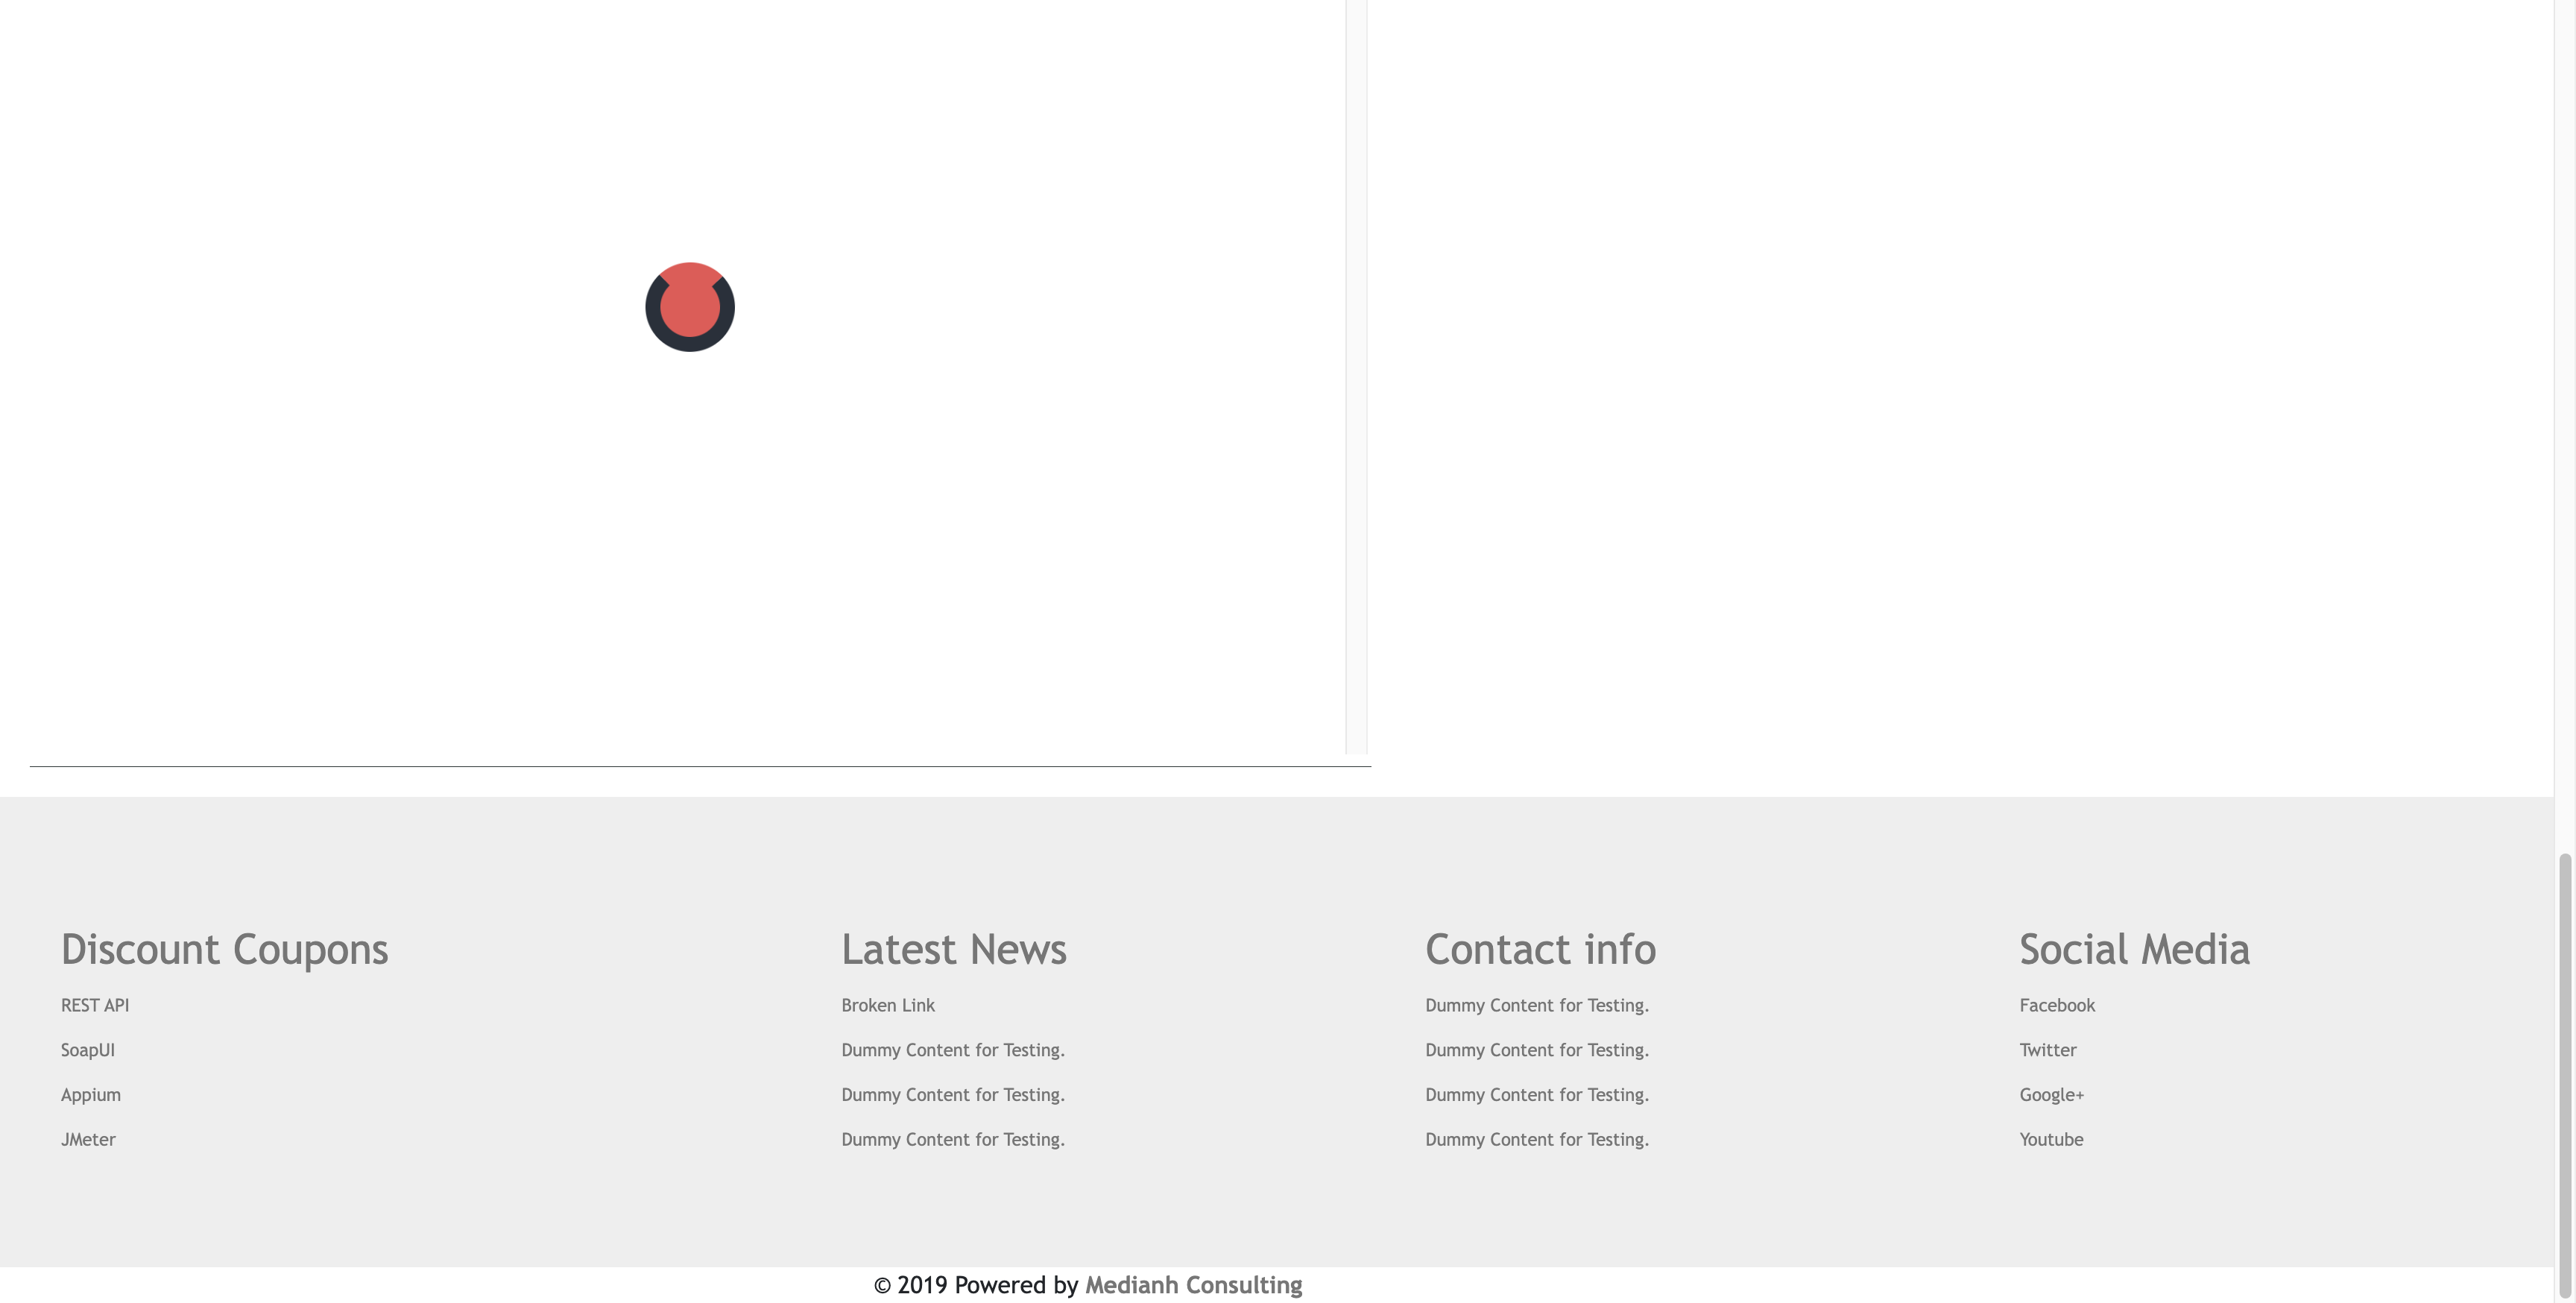 Discount Coupons
REST API
SoapUI
Appium
JMeter
Latest News
Broken Link
Dummy Content for Testing.
Dummy Content for Testing.
Dummy Content for Testing.
Contact info
Dummy Content for Testing.
Dummy Content for Testing.
Dummy Content for Testing.
Dummy Content for Testing.
Social Media
Facebook
Twitter
Google+
Youtube
© 2019 Powered by Medianh Consulting